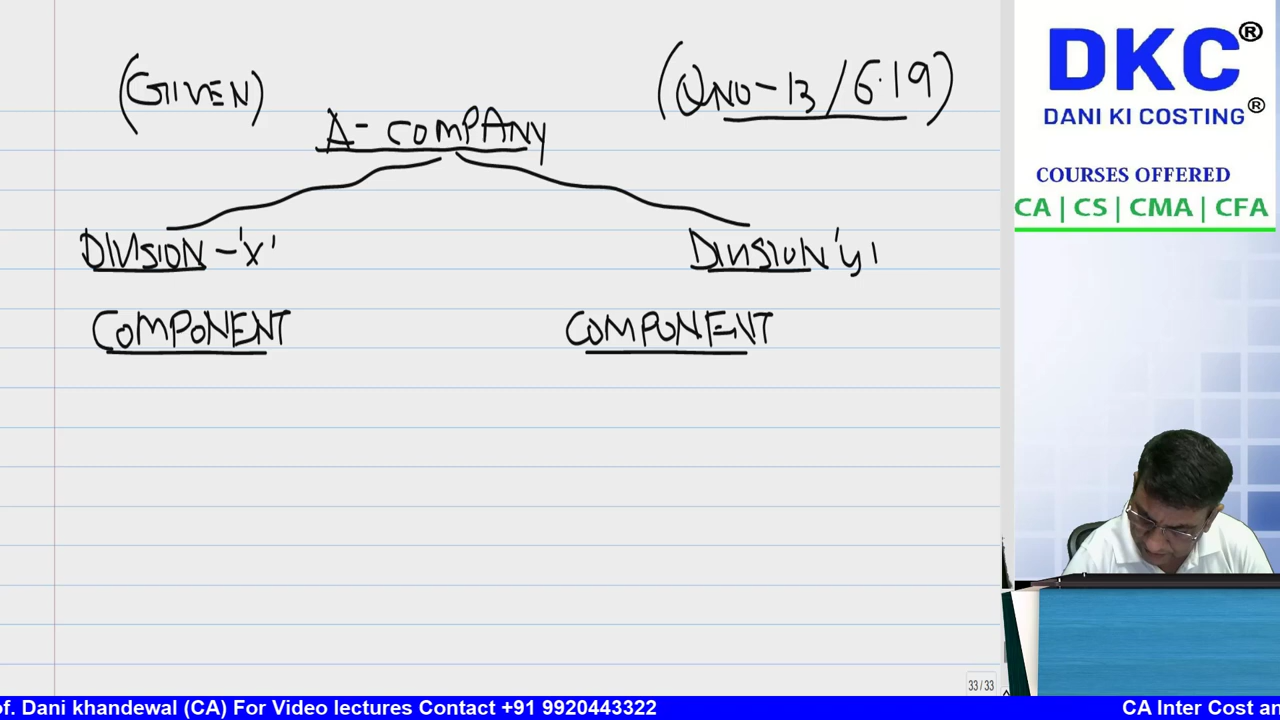 (GIVEN)
(QNO-13/6.19)
A- COMPANY
DIVISION-'X'
DIVISION 'Y'
COMPONENT
COMPONENT
33/33
DKC®
DANI KI COSTING®
COURSES OFFERED
CA | CS | CMA | CFA
of. Dani khandewal (CA) For Video lectures Contact +91 9920443322
CA Inter Cost an